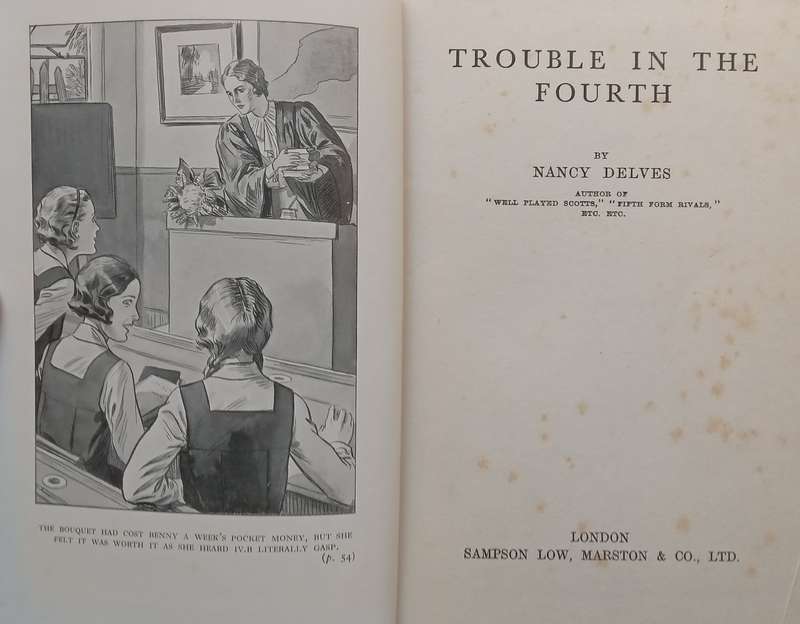 THE BOUQUET HAD COST BENNY A WEEK'S POCKET MONEY, BUT SHE
FELT IT WAS WORTH IT AS SHE HEARD IV.B LITERALLY GASP.
(p. 54)
TROUBLE IN THE
FOURTH
BY
NANCY DELVES
AUTHOR OF
"WELL PLAYED SCOTTS," "FIFTH FORM RIVALS,"
ETC. ETC.
LONDON
SAMPSON LOW, MARSTON & CO., LTD.